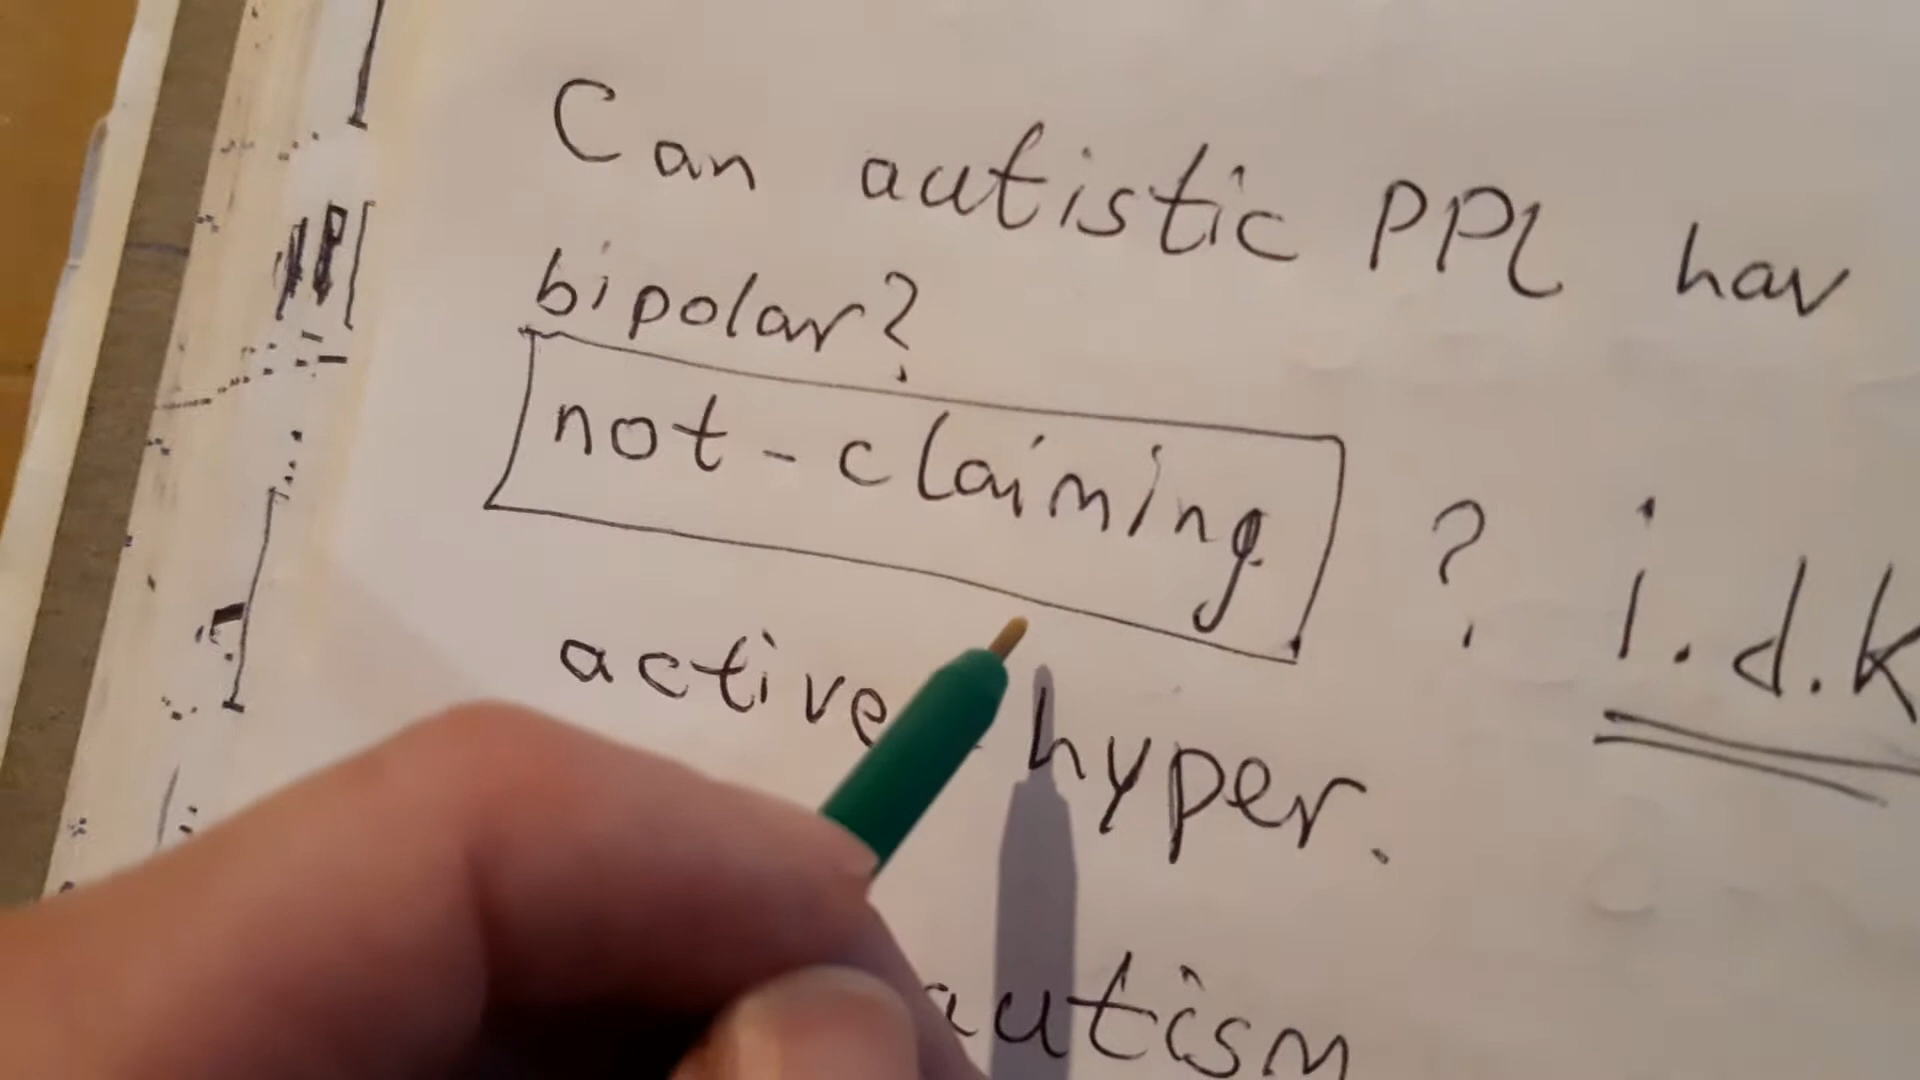 Can autistic PPL hav
bipolar?
not-claiming ? i.d.k
active hyper.
autism